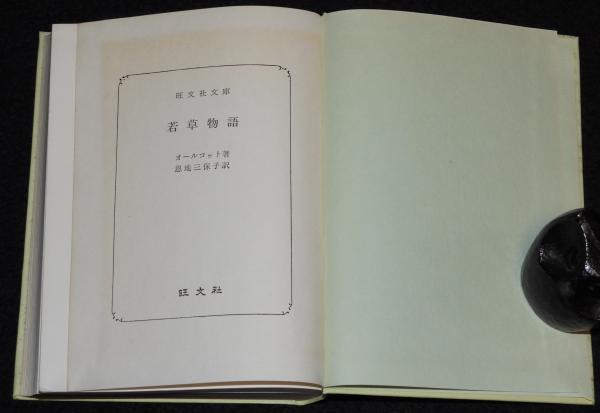 旺文社文庫
若草物語
オールコット著
恩地三保子訳
旺文社